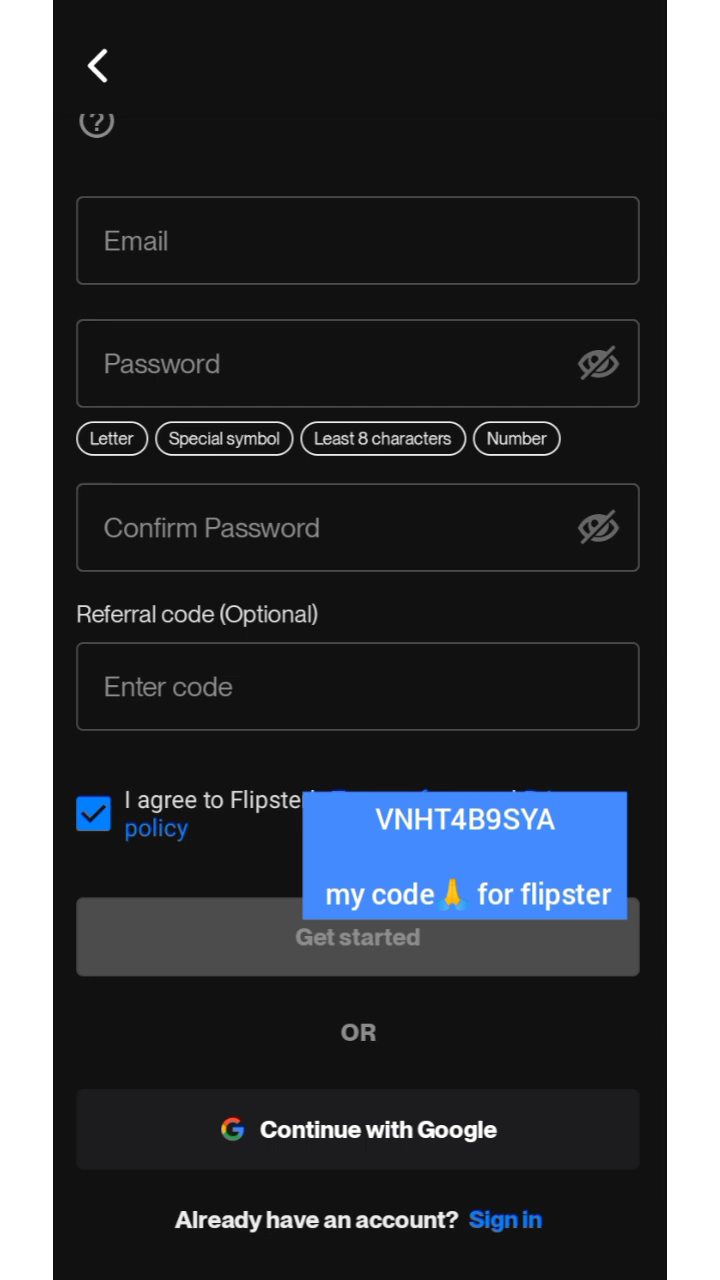 ?
Email
Password
Letter
Special symbol
Least 8 characters
Number
Confirm Password
Referral code (Optional)
Enter code
I agree to Flipster
policy
VNHT4B9SYA
my code🙏 for flipster
Get started
OR
Continue with Google
Already have an account? Sign in